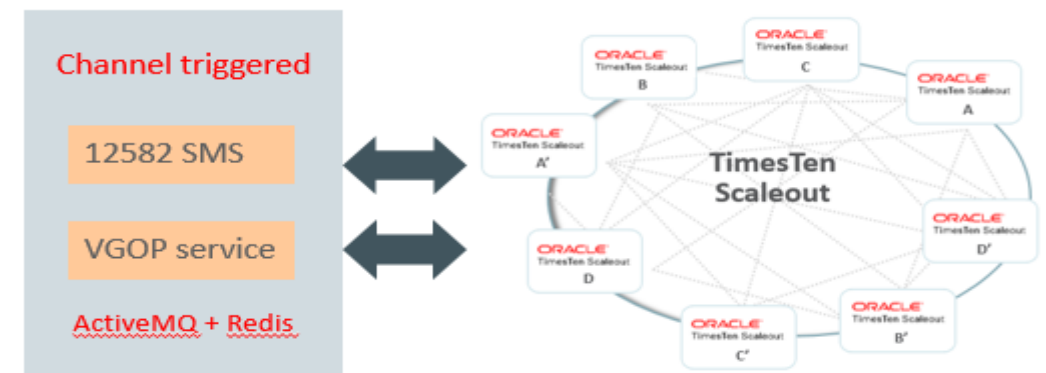 Channel triggered
12582 SMS
VGOP service
ActiveMQ + Redis
ORACLE
TimesTen Scaleout
C
ORACLE
TimesTen Scaleout
B
ORACLE
TimesTen Scaleout
A
ORACLE
TimesTen Scaleout
A'
TimesTen
Scaleout
ORACLE
TimesTen Scaleout
D'
ORACLE
TimesTen Scaleout
D
ORACLE
TimesTen Scaleout
B'
ORACLE
TimesTen Scaleout
C'